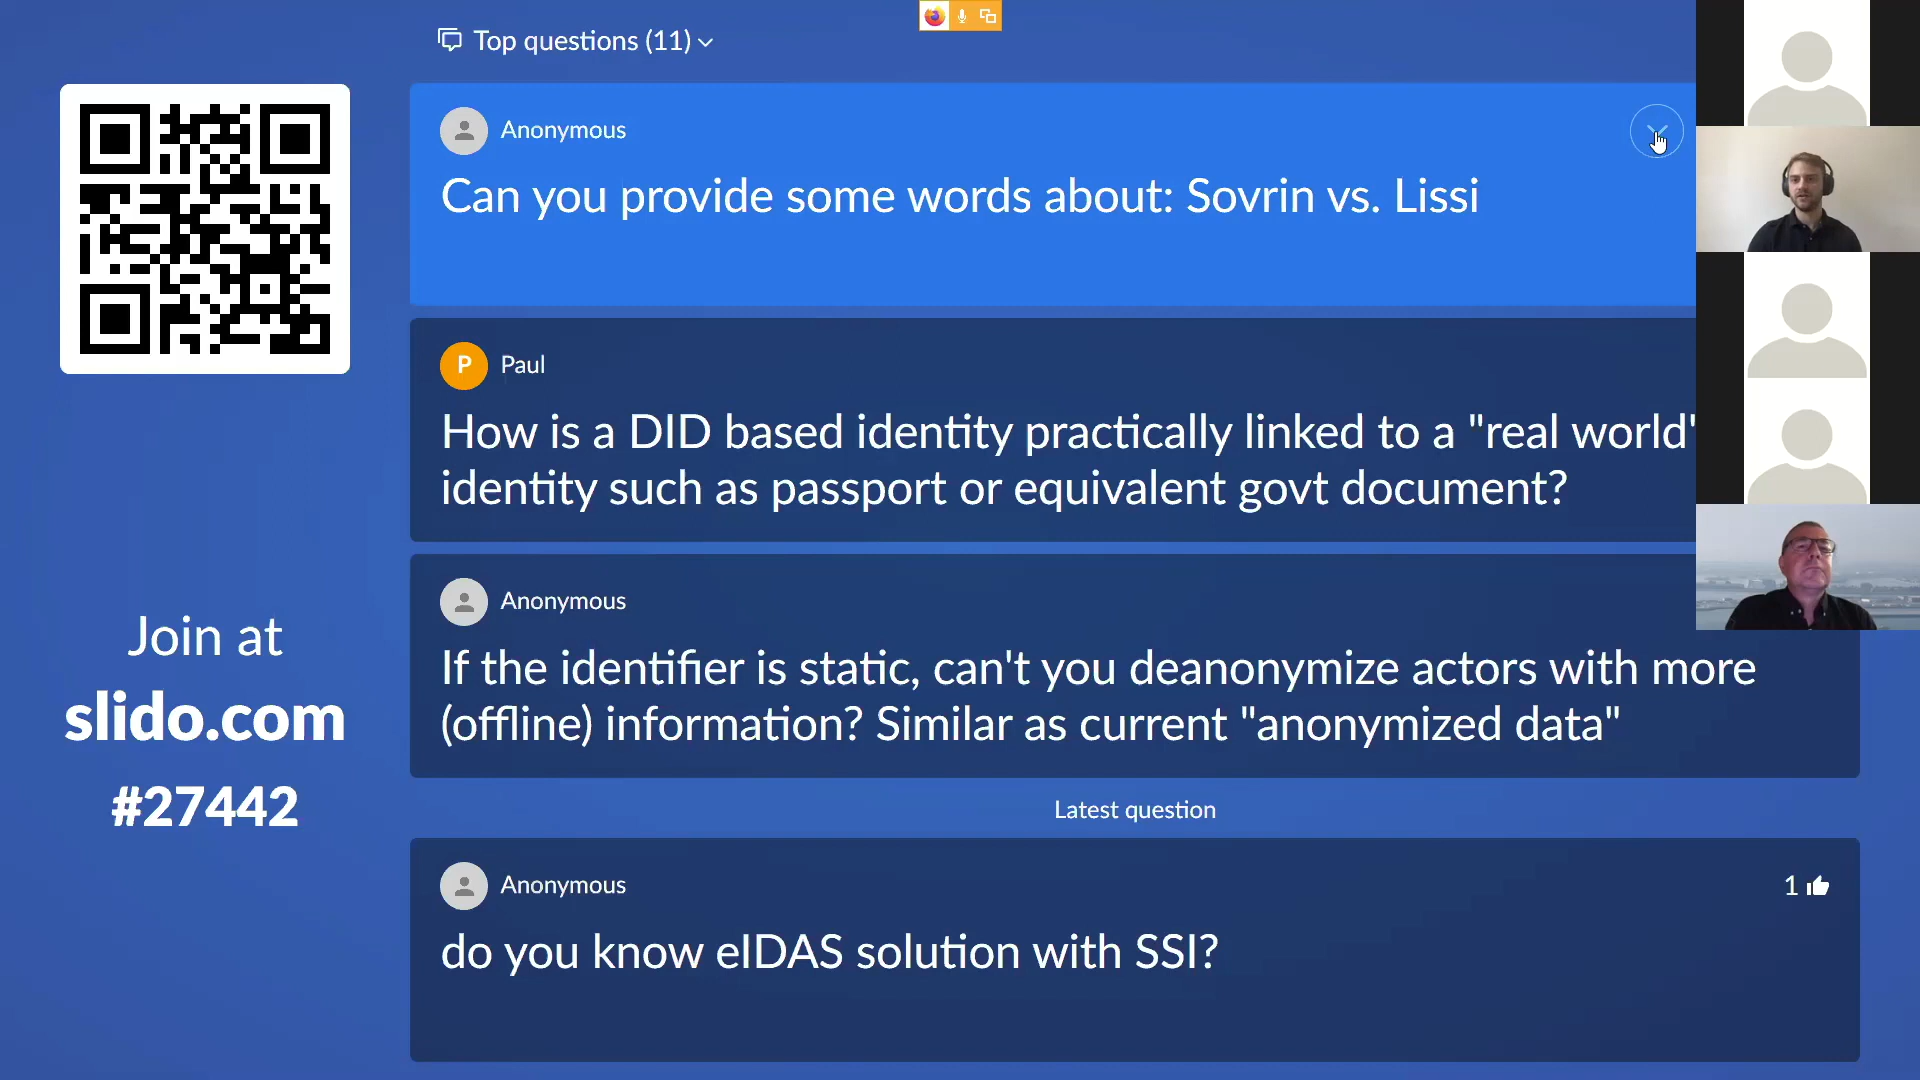 Top questions (11)
Anonymous
Can you provide some words about: Sovrin vs. Lissi
P Paul
How is a DID based identity practically linked to a "real world"
identity such as passport or equivalent govt document?
Anonymous
If the identifier is static, can't you deanonymize actors with more
(offline) information? Similar as current "anonymized data"
Join at
slido.com
#27442
Latest question
Anonymous
1
do you know eIDAS solution with SSI?